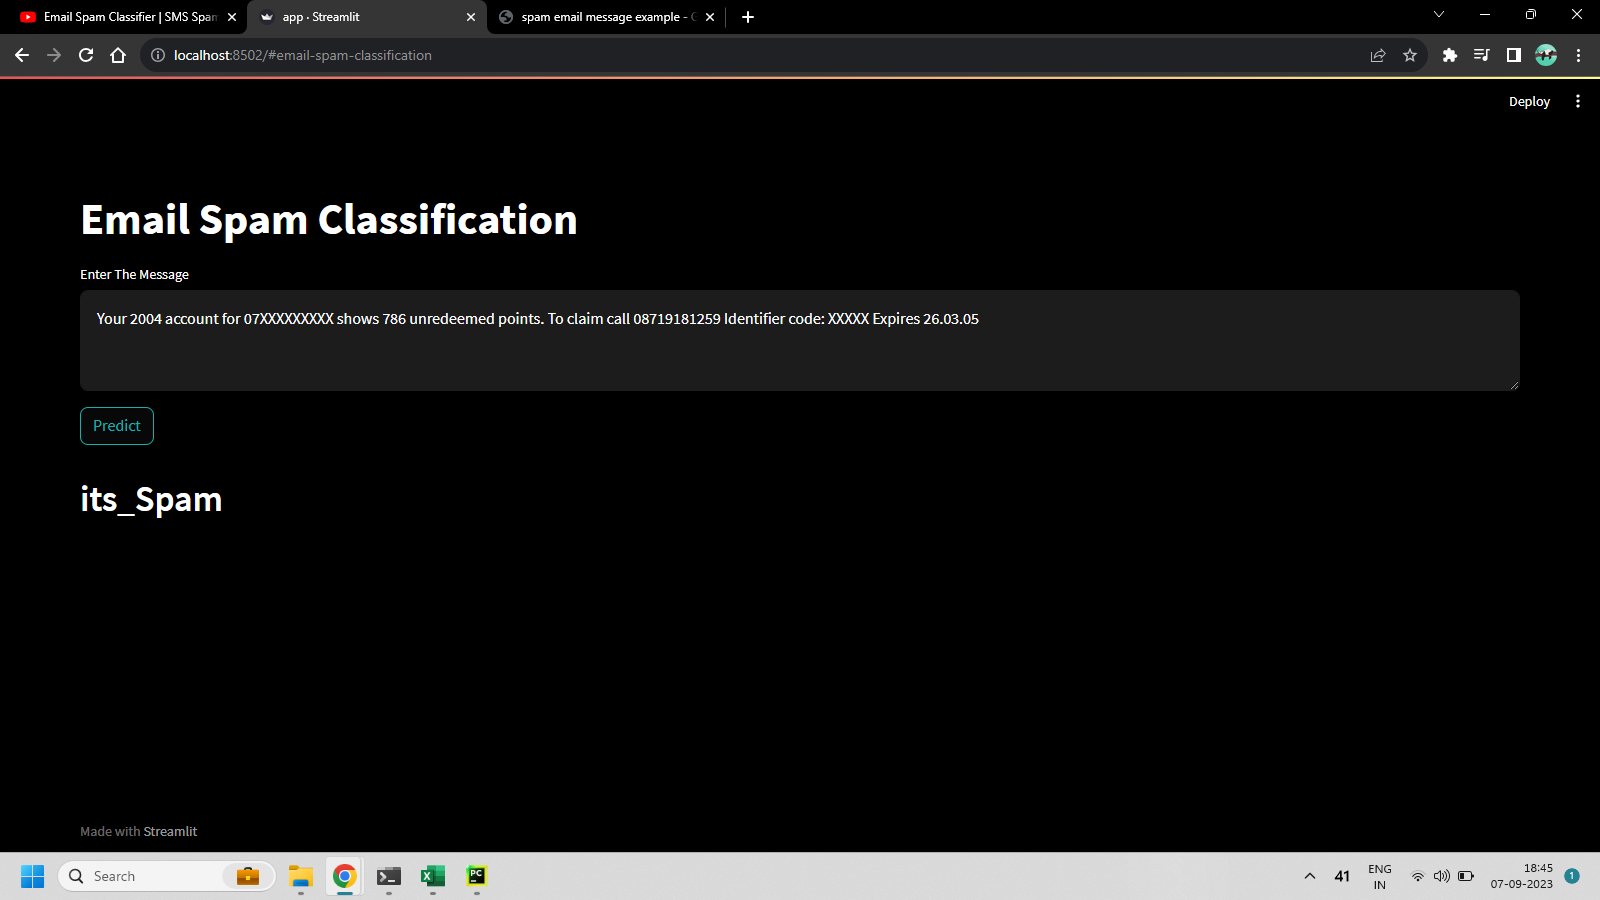 Email Spam Classifier | SMS Spam
app · Streamlit
spam email message example - G
localhost:8502/#email-spam-classification
Deploy
Email Spam Classification
Enter The Message
Your 2004 account for 07XXXXXXXXX shows 786 unredeemed points. To claim call 08719181259 Identifier code: XXXXX Expires 26.03.05
Predict
its_Spam
Made with Streamlit
Search
PC
41
ENG
IN
18:45
07-09-2023
1